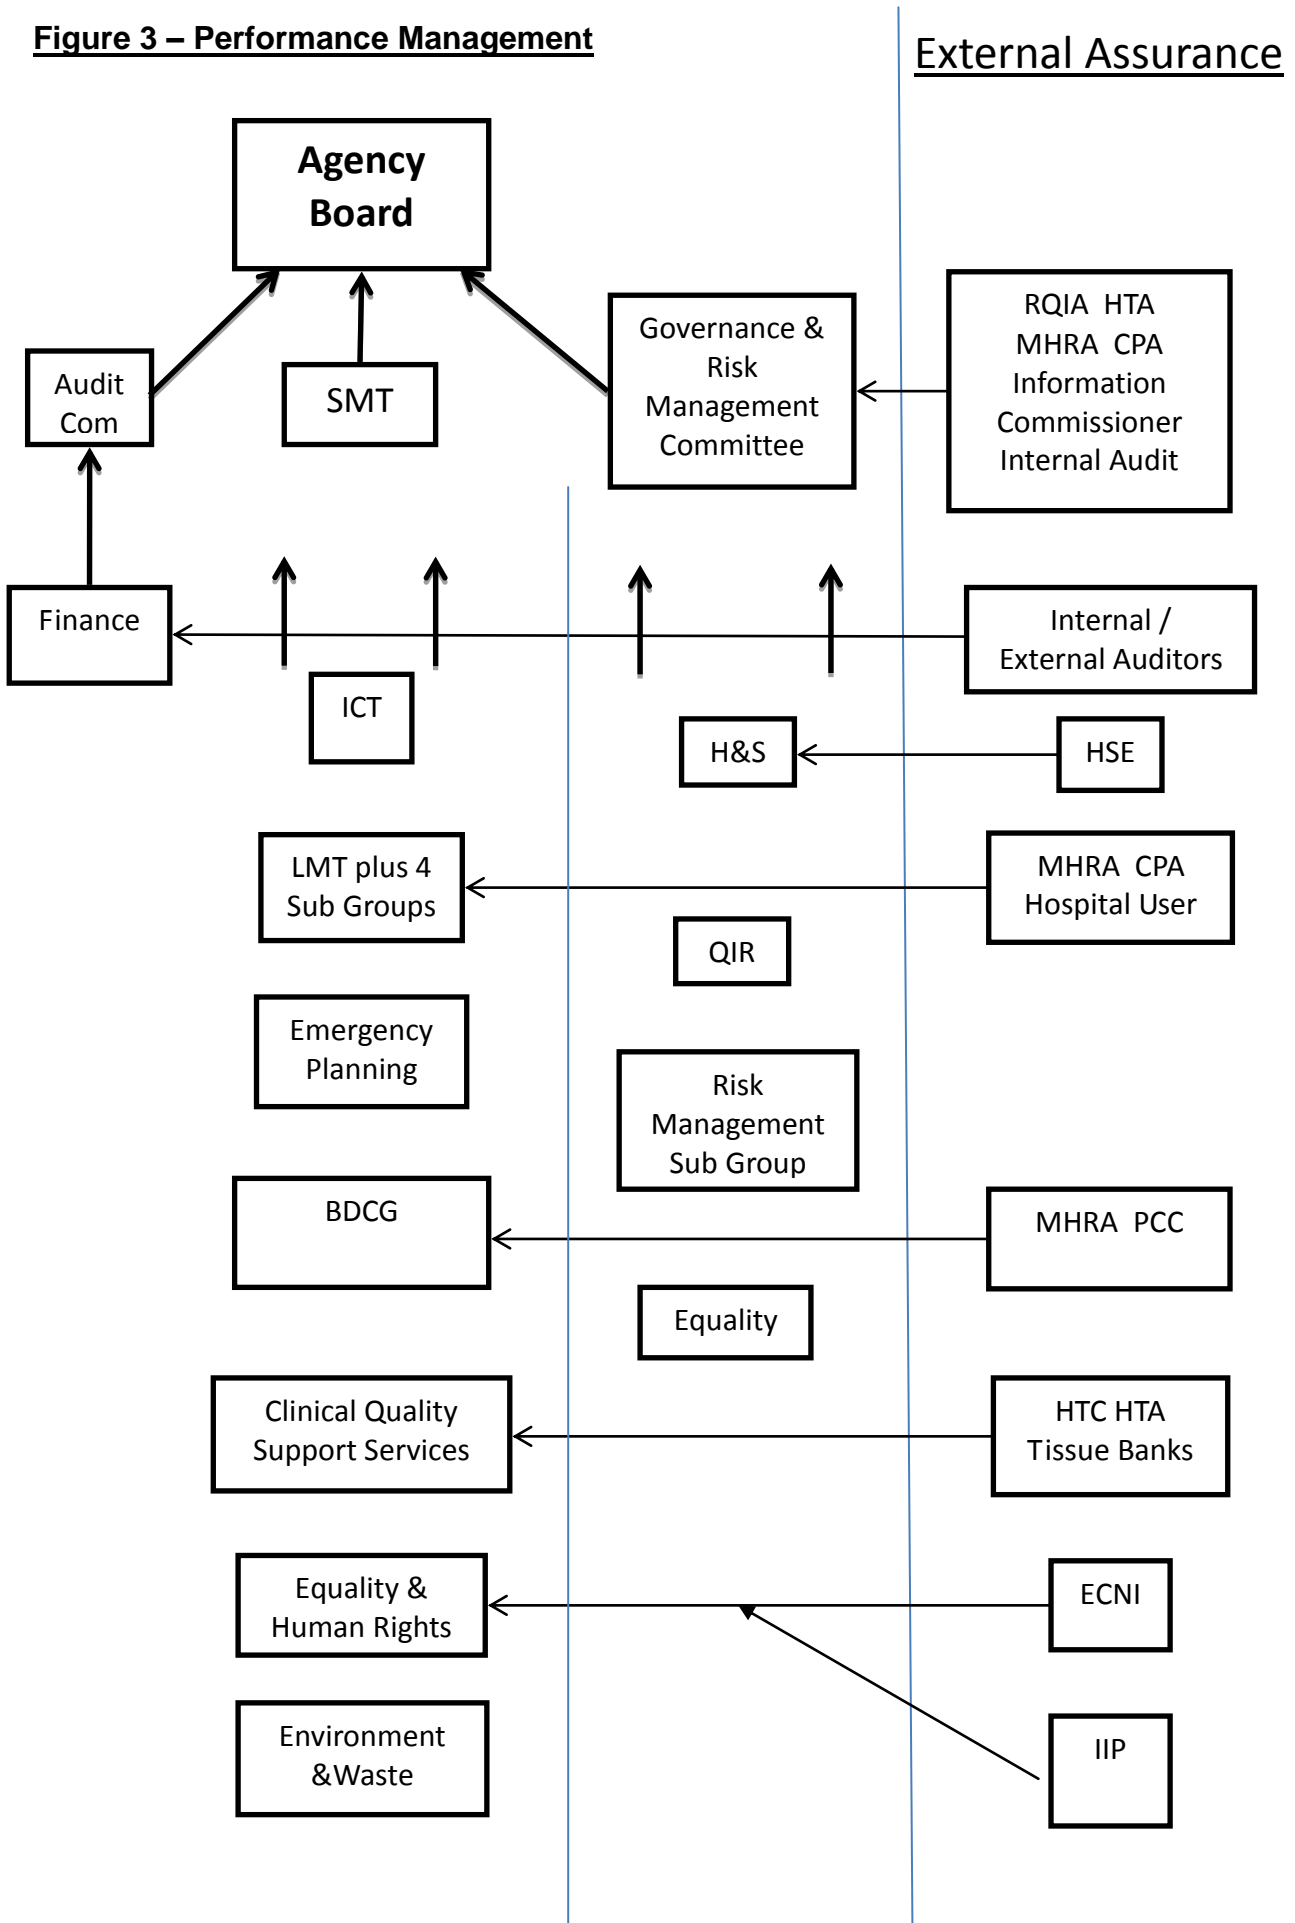 Figure 3 – Performance Management
External Assurance
Agency
Board
Audit
Com
SMT
Governance &
Risk
Management
Committee
RQIA  HTA
MHRA  CPA
Information
Commissioner
Internal Audit
Finance
Internal /
External Auditors
ICT
H&S
HSE
LMT plus 4
Sub Groups
MHRA  CPA
Hospital User
QIR
Emergency
Planning
Risk
Management
Sub Group
BDCG
MHRA  PCC
Equality
Clinical Quality
Support Services
HTC HTA
Tissue Banks
Equality &
Human Rights
ECNI
Environment
&Waste
IIP